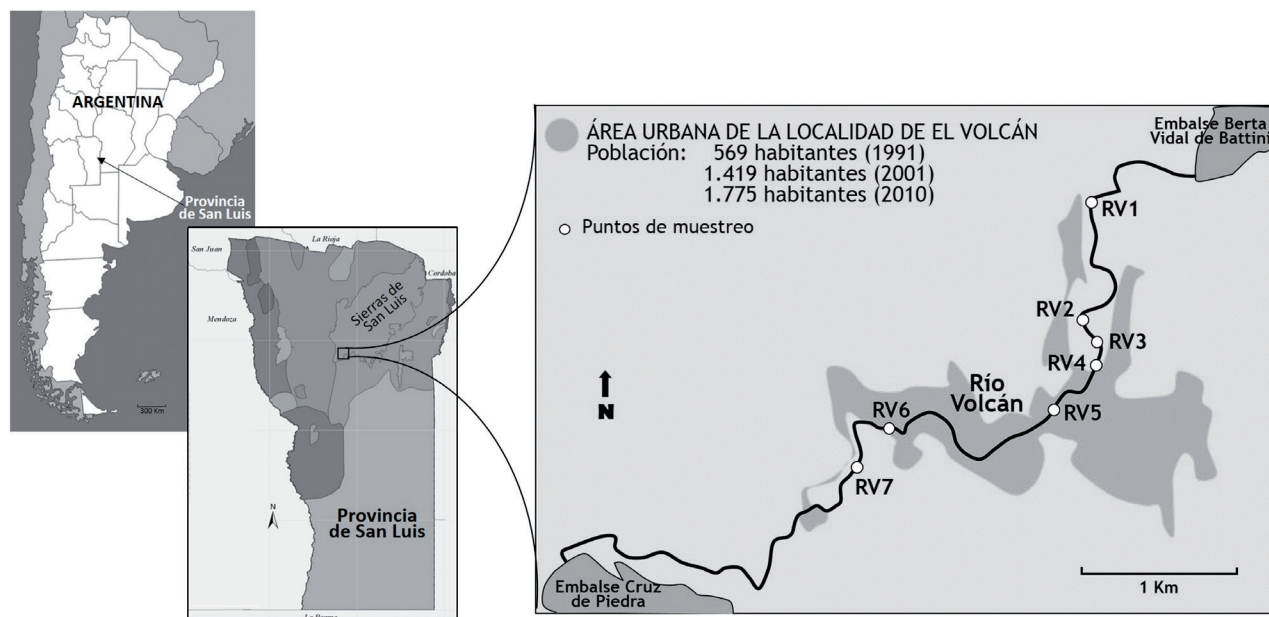 ARGENTINA
Provincia
de San Luis
300 Km
San Juan
La Rioja
Cordoba
Mendoza
Sierras de
San Luis
N
Provincia
de San Luis
ÁREA URBANA DE LA LOCALIDAD DE EL VOLCÁN
Población: 569 habitantes (1991)
1.419 habitantes (2001)
1.775 habitantes (2010)
Puntos de muestreo
Embalse Berta
Vidal de Battini
RV1
RV2
RV3
RV4
Río
Volcán
RV5
RV6
RV7
N
Embalse Cruz
de Piedra
1 Km